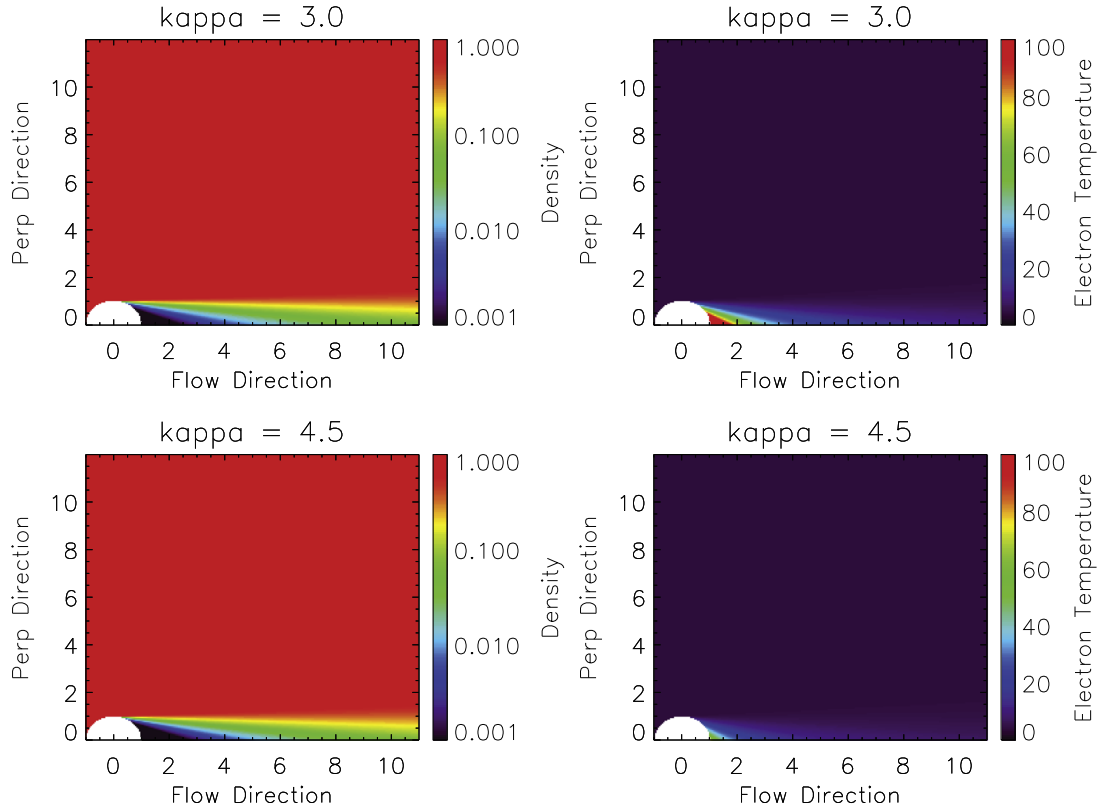 kappa = 3.0
Perp Direction
10
8
6
4
2
0
0 2 4 6 8 10
Flow Direction
1.000
0.100
0.010
0.001
Density
kappa = 3.0
Perp Direction
10
8
6
4
2
0
0 2 4 6 8 10
Flow Direction
100
80
60
40
20
0
Electron Temperature
kappa = 4.5
Perp Direction
10
8
6
4
2
0
0 2 4 6 8 10
Flow Direction
1.000
0.100
0.010
0.001
Density
kappa = 4.5
Perp Direction
10
8
6
4
2
0
0 2 4 6 8 10
Flow Direction
100
80
60
40
20
0
Electron Temperature